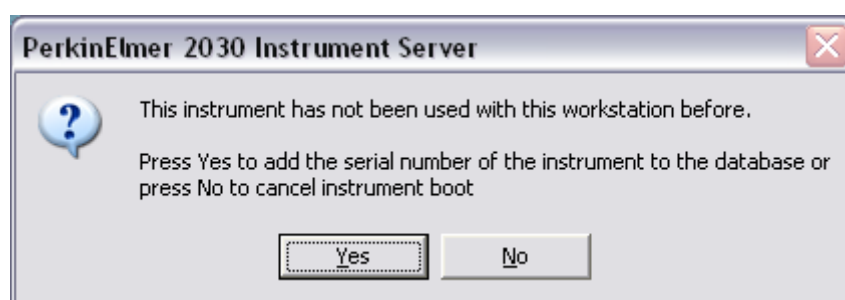 PerkinElmer 2030 Instrument Server
This instrument has not been used with this workstation before.
Press Yes to add the serial number of the instrument to the database or
press No to cancel instrument boot
Yes
No